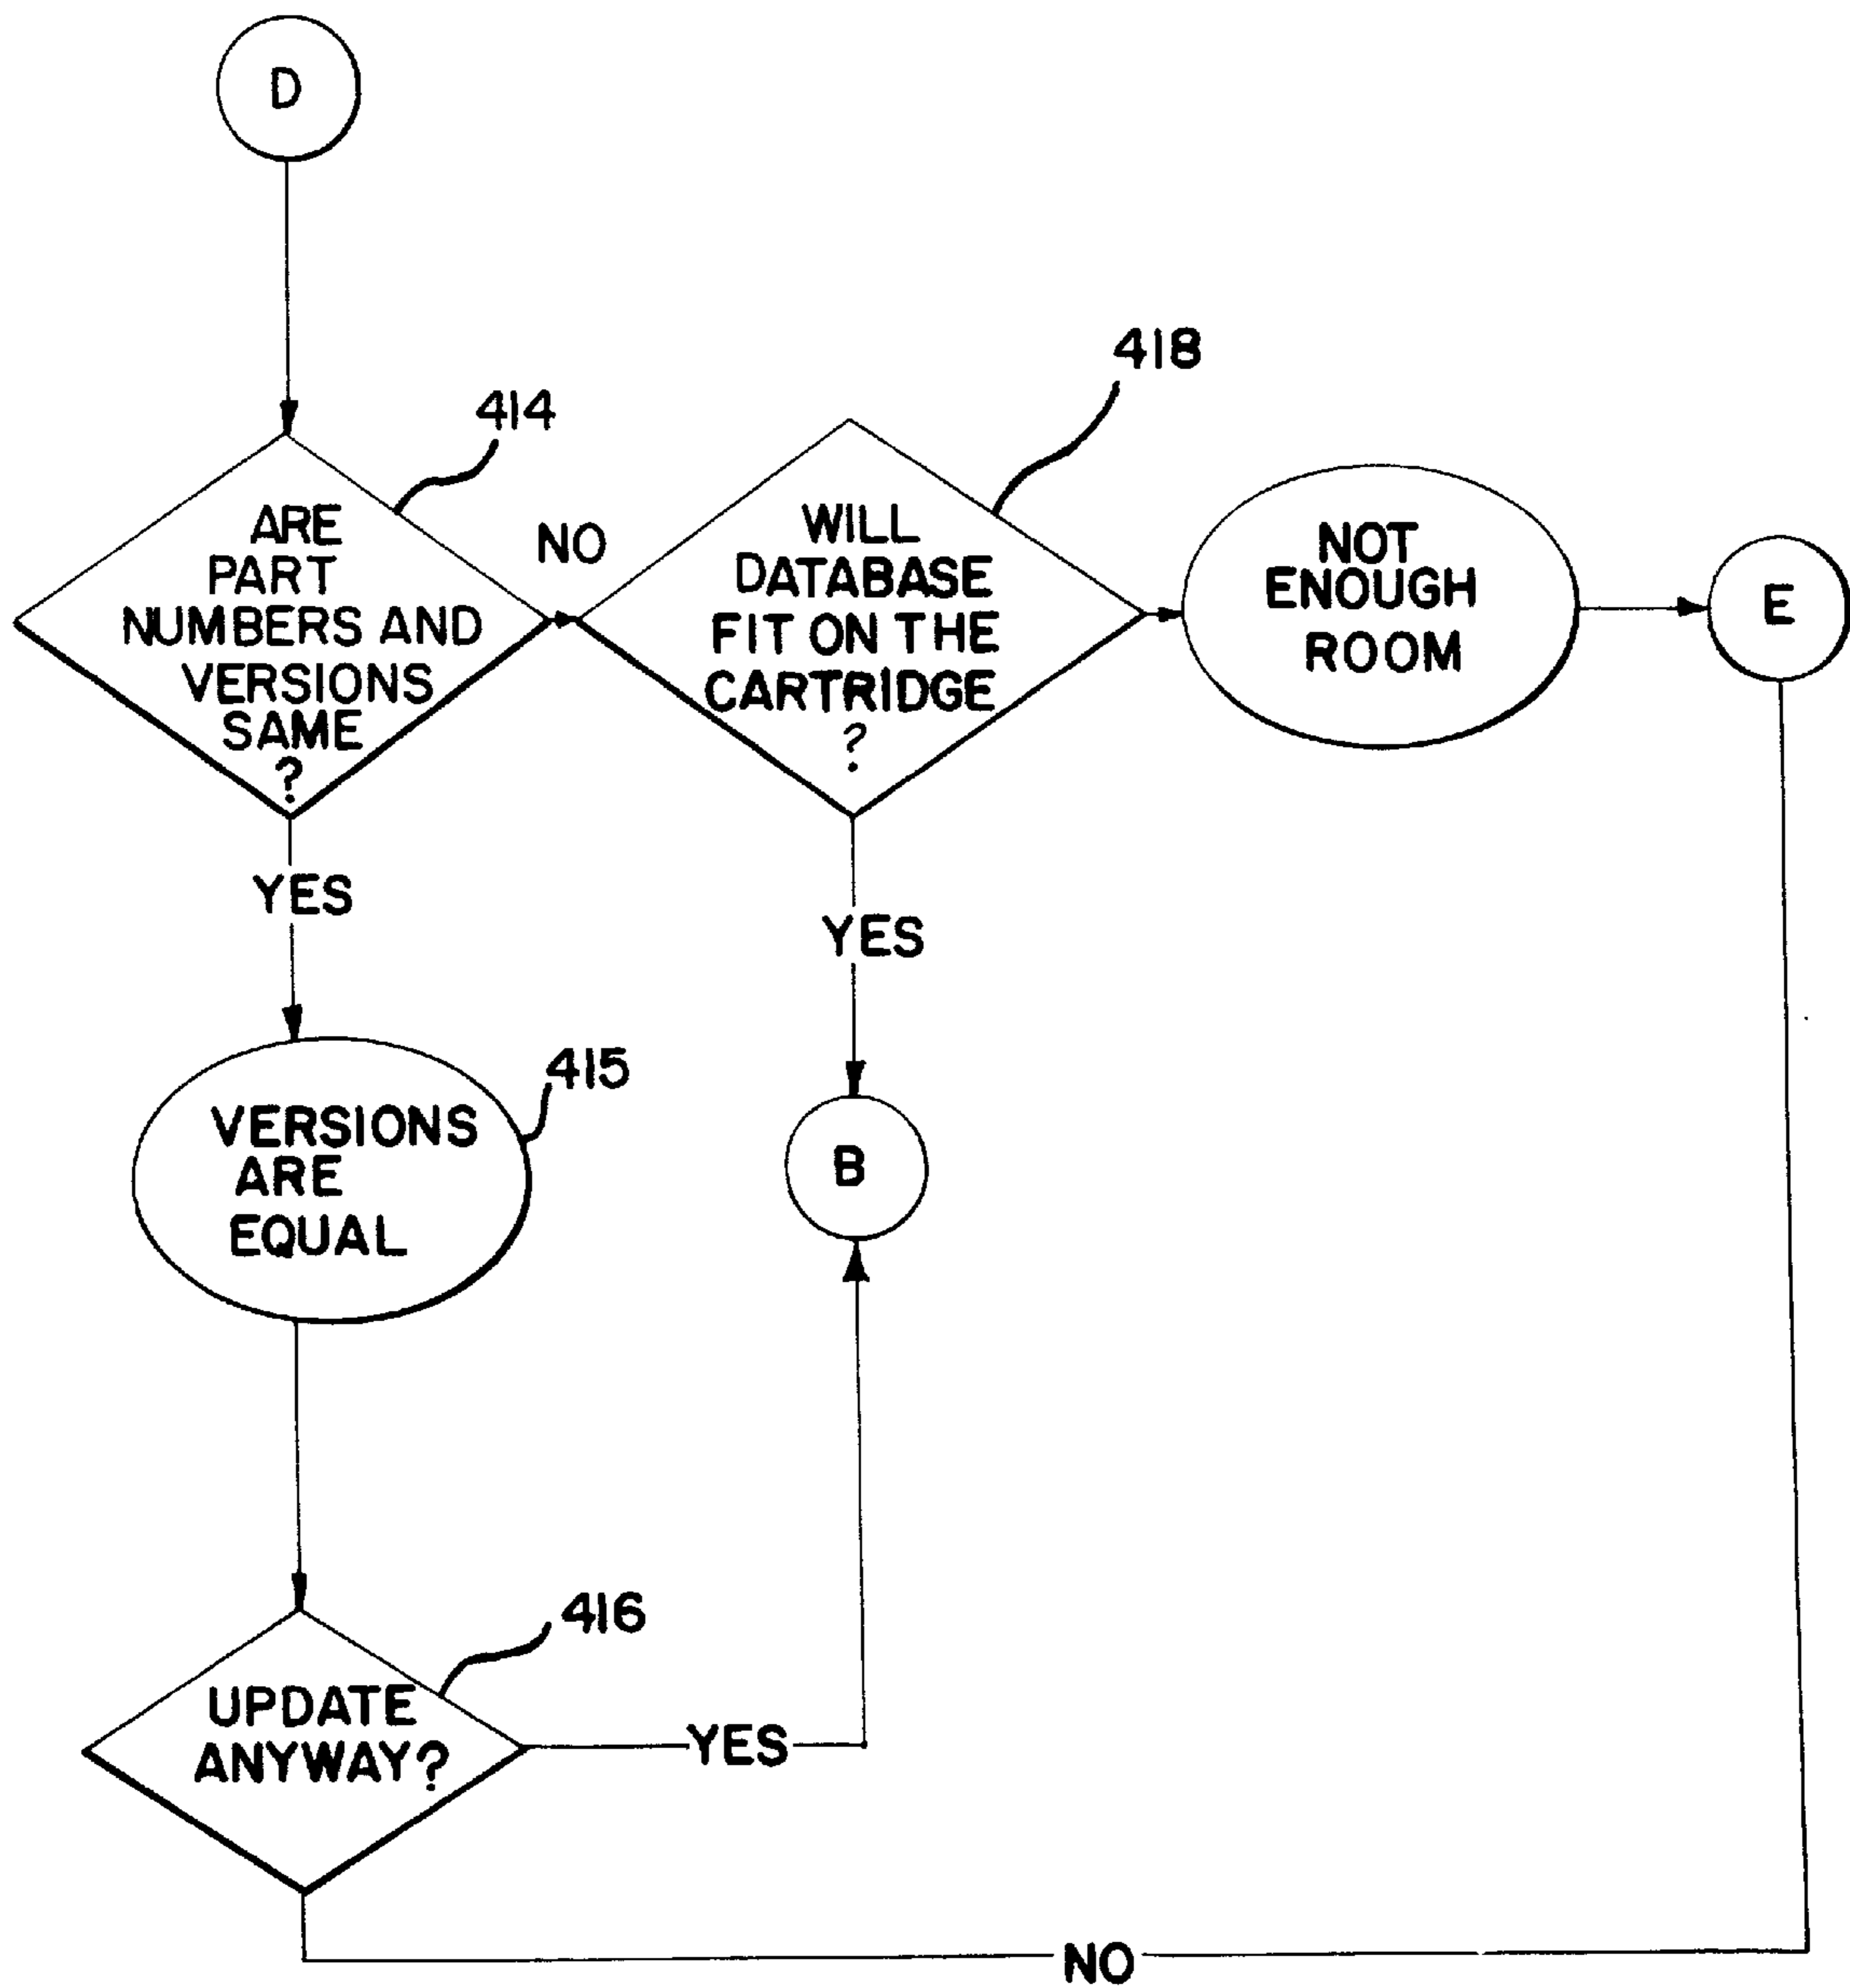 D
414
418
ARE
PART
NUMBERS AND
VERSIONS
SAME
?
NO
WILL
DATABASE
FIT ON THE
CARTRIDGE
?
NOT
ENOUGH
ROOM
E
YES
YES
415
VERSIONS
ARE
EQUAL
B
416
UPDATE
ANYWAY?
YES
NO